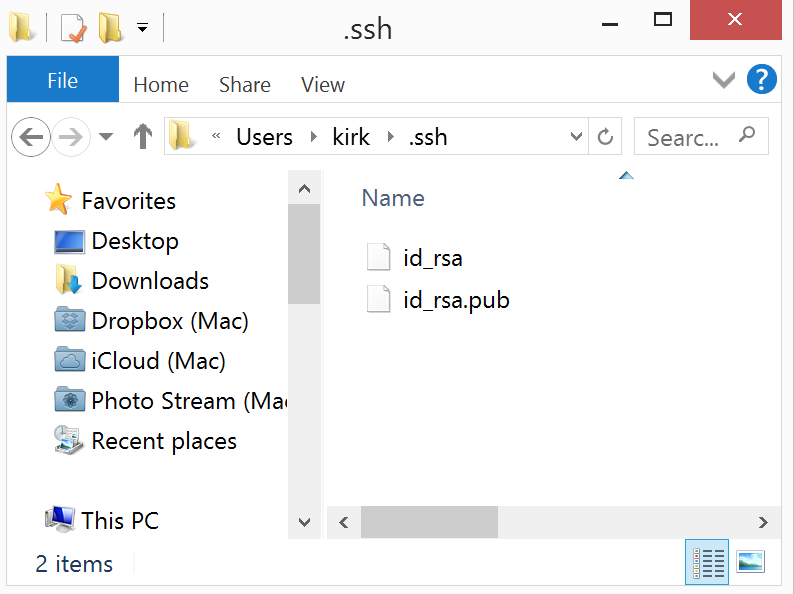 .ssh
File Home Share View
« Users kirk .ssh Searc...
Favorites
Desktop
Downloads
Dropbox (Mac)
iCloud (Mac)
Photo Stream (Mac
Recent places
This PC
Name
id_rsa
id_rsa.pub
2 items